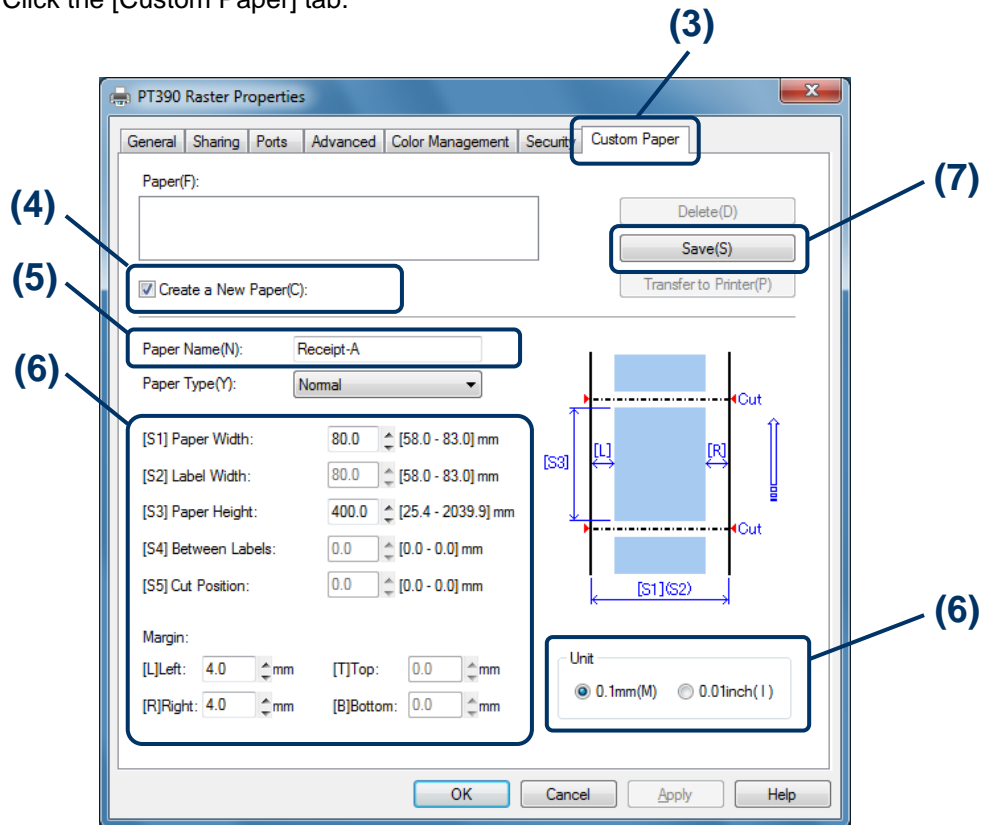 Click the [Custom Paper] tab.
(3)
PT390 Raster Properties
General Sharing Ports Advanced Color Management Security Custom Paper
Paper(F):
(7)
(4)
Delete(D)
Save(S)
(5)
Create a New Paper(C):
Transfer to Printer(P)
Paper Name(N): Receipt-A
(6)
Paper Type(Y): Normal
Cut
[S1] Paper Width: 80.0 [58.0 - 83.0] mm
[L] [R]
[S3]
[S2] Label Width: 80.0 [58.0 - 83.0] mm
[S3] Paper Height: 400.0 [25.4 - 2039.9] mm
Cut
[S4] Between Labels: 0.0 [0.0 - 0.0] mm
[S5] Cut Position: 0.0 [0.0 - 0.0] mm
[S1](S2)
(6)
Margin:
Unit
[L]Left: 4.0 mm [T]Top: 0.0 mm
0.1mm(M) 0.01inch( I )
[R]Right: 4.0 mm [B]Bottom: 0.0 mm
OK Cancel Apply Help